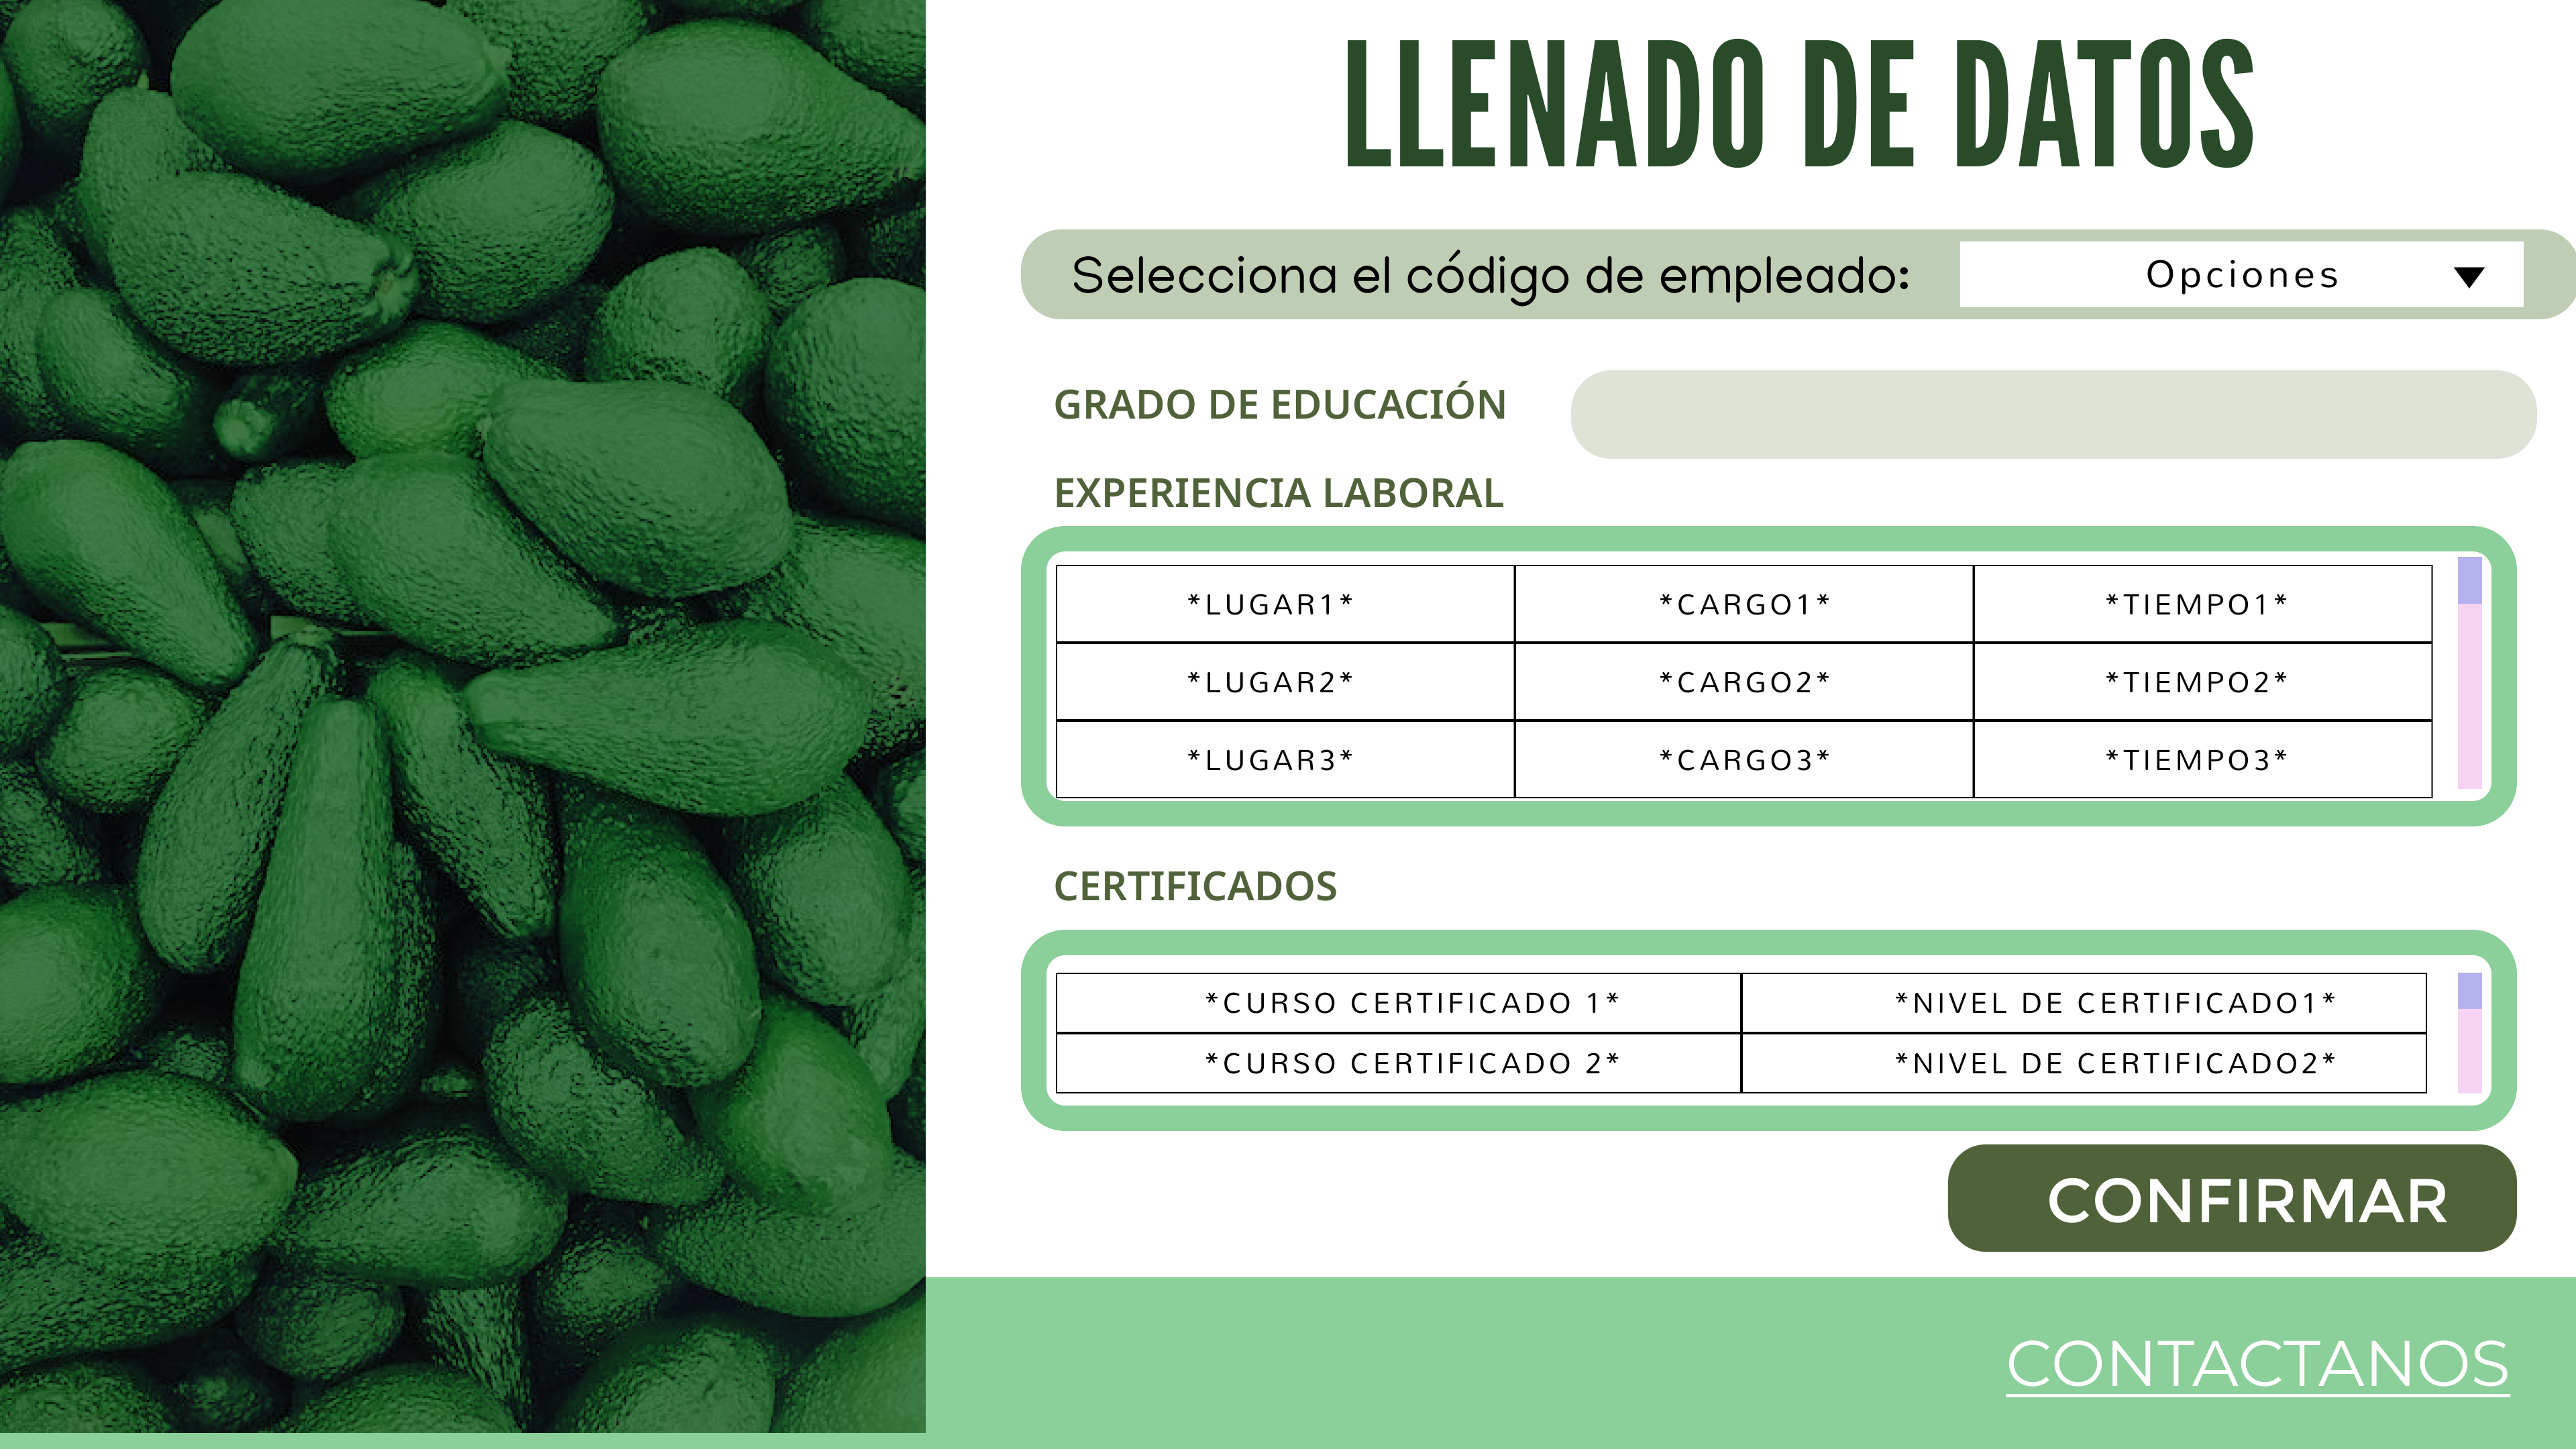 LLENADO DE DATOS
Selecciona el código de empleado: Opciones
GRADO DE EDUCACIÓN
EXPERIENCIA LABORAL
*LUGAR1* *CARGO1* *TIEMPO1*
*LUGAR2* *CARGO2* *TIEMPO2*
*LUGAR3* *CARGO3* *TIEMPO3*
CERTIFICADOS
*CURSO CERTIFICADO 1* *NIVEL DE CERTIFICADO1*
*CURSO CERTIFICADO 2* *NIVEL DE CERTIFICADO2*
CONFIRMAR
CONTACTANOS